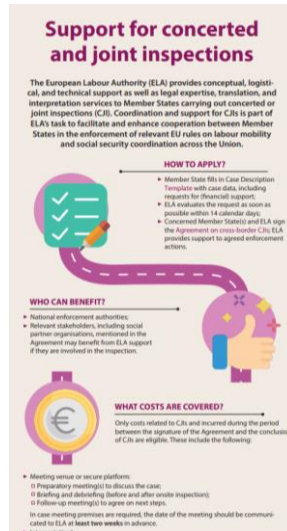 Support for concerted
and joint inspections
The European Labour Authority (ELA) provides conceptual, logisti-
cal, and technical support as well as legal expertise, translation, and
interpretation services to Member States carrying out concerted or
joint inspections (CJI). Coordination and support for CJIs is part of
ELA's task to facilitate and enhance cooperation between Member
States in the enforcement of relevant EU rules on labour mobility
and social security coordination across the Union.
HOW TO APPLY?
▶ Member State fills in Case Description
Template with case data, including
requests for (financial) support;
▶ ELA evaluates the request as soon as
possible within 14 calendar days;
▶ Concerned Member State(s) and ELA sign
the Agreement on cross-border CJIs; ELA
provides support to agreed enforcement
actions.
WHO CAN BENEFIT?
▶ National enforcement authorities;
▶ Relevant stakeholders, including social
partner organisations, mentioned in the
Agreement may benefit from ELA support
if they are involved in the inspection.
WHAT COSTS ARE COVERED?
Only costs related to CJIs and incurred during the period
between the signature of the Agreement and the conclusion
of CJIs are eligible. These include the following:
▶ Meeting venue or secure platform:
Preparatory meeting(s) to discuss the case;
Briefing and debriefing (before and after onsite inspection);
Follow-up meeting(s) to agree on next steps.
In case meeting premises are required, the date of the meeting should be communi-
cated to ELA at least two weeks in advance.